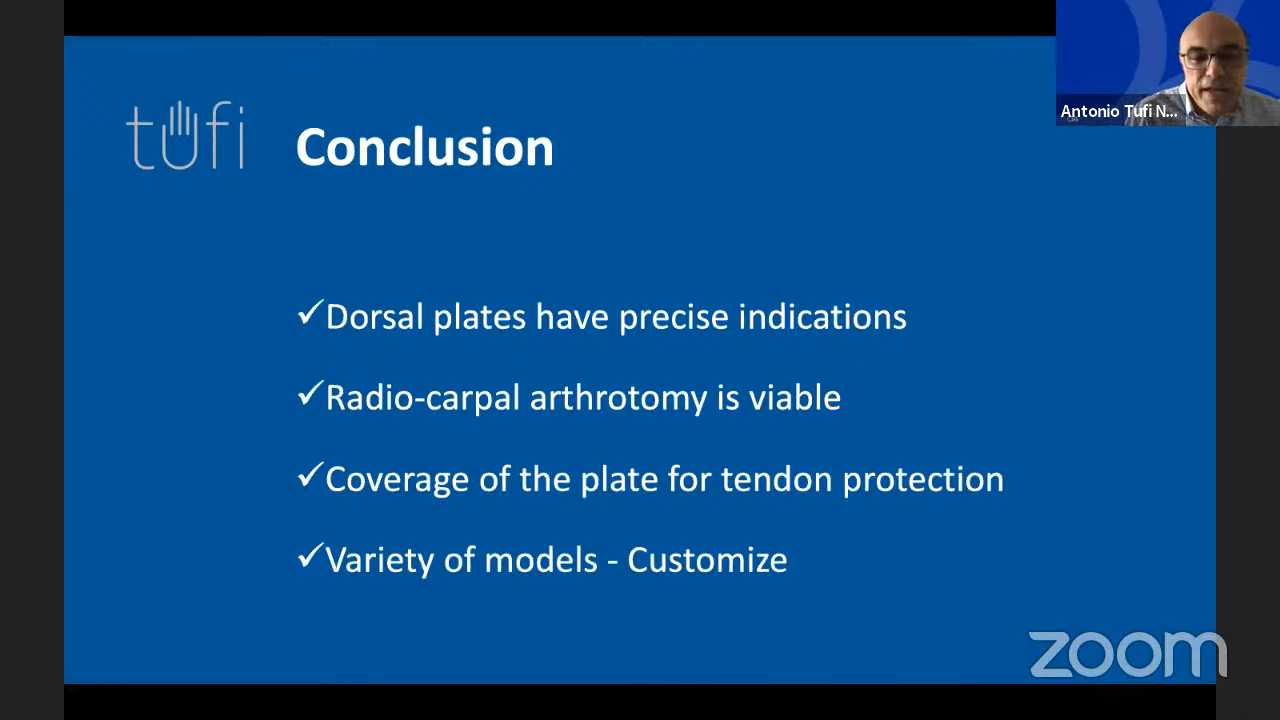 Antonio Tufi N...
tufi
Conclusion
✓Dorsal plates have precise indications
✓Radio-carpal arthrotomy is viable
✓Coverage of the plate for tendon protection
✓Variety of models - Customize
zoom